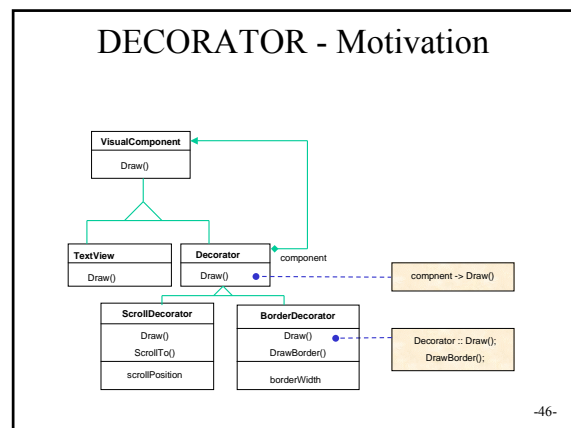 DECORATOR - Motivation
VisualComponent
Draw()
TextView
Draw()
Decorator
Draw()
component
compnent -> Draw()
ScrollDecorator
Draw()
ScrollTo()
scrollPosition
BorderDecorator
Draw()
DrawBorder()
borderWidth
Decorator :: Draw();
DrawBorder();
-46-